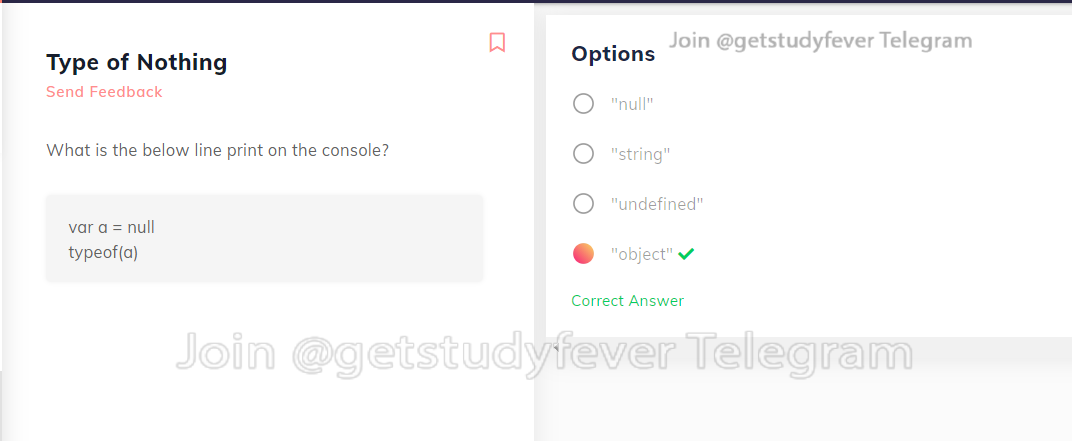 Type of Nothing
Send Feedback
What is the below line print on the console?
var a = null
typeof(a)
Join @getstudyfever Telegram
Options
"null"
"string"
"undefined"
"object"
Correct Answer
Join @getstudyfever Telegram